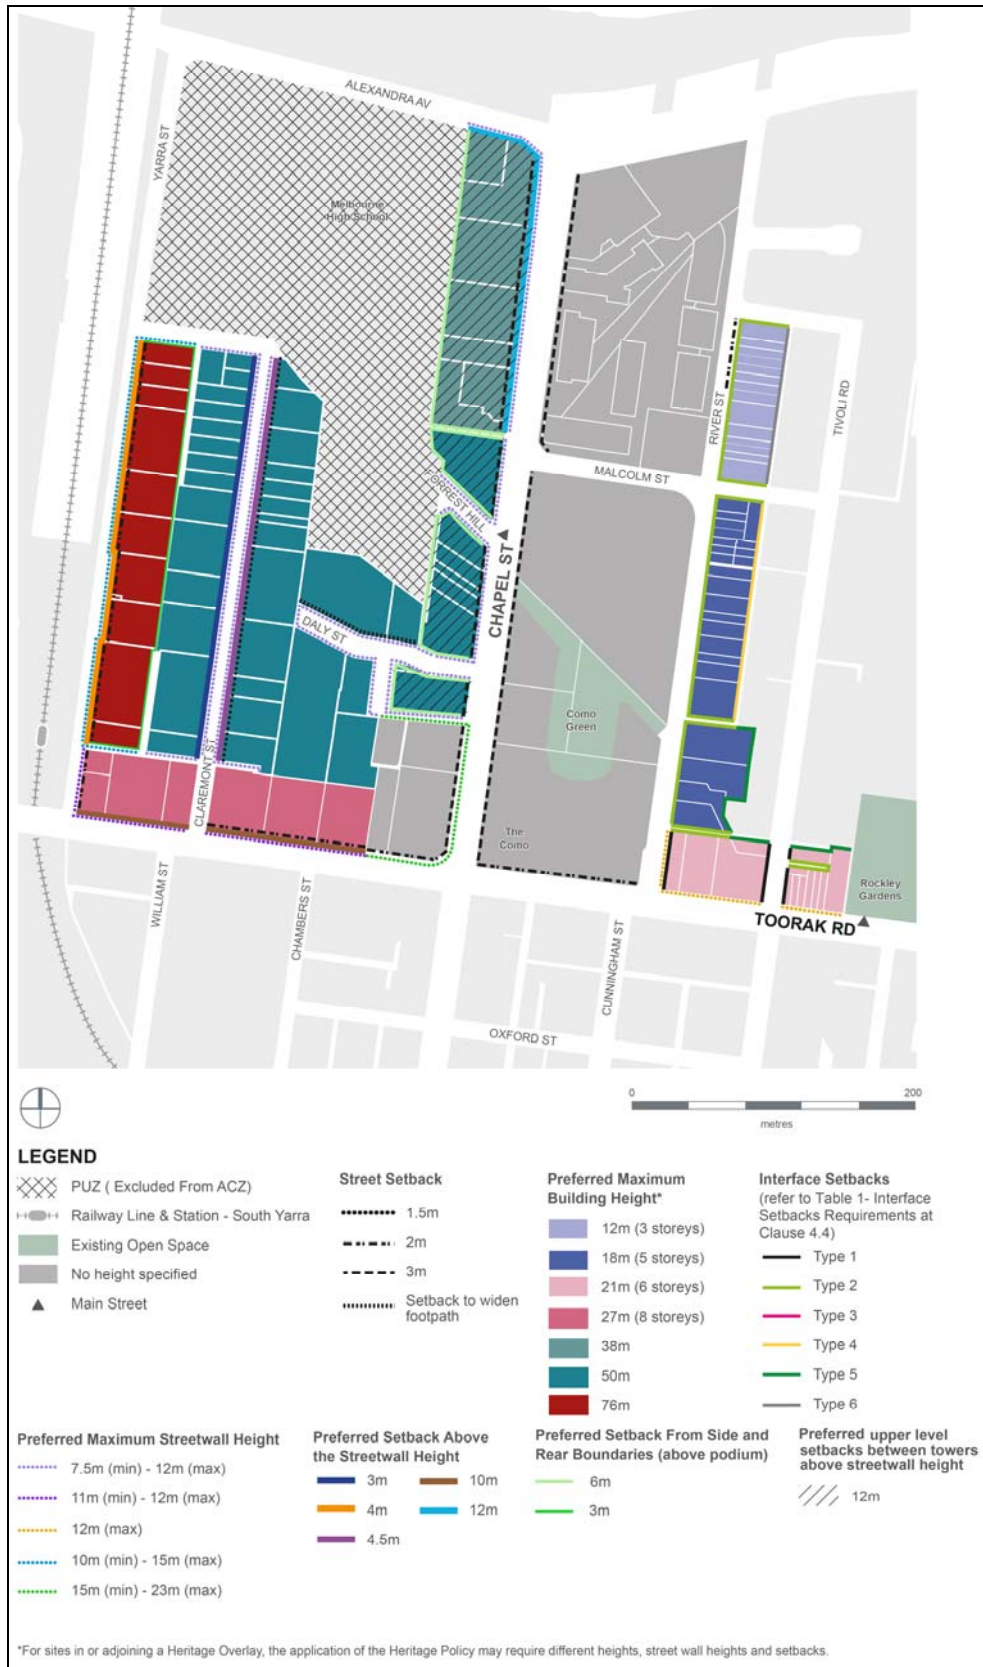 ALEXANDRA AV
YARRA ST
Melbourne
High School
RIVER ST
TIVOLI RD
MALCOLM ST
FORREST HILL
CHAPEL ST
DALY ST
Como
Green
CLAREMONT ST
The
Como
Rockley
Gardens
TOORAK RD
WILLIAM ST
CHAMBERS ST
CUNNINGHAM ST
OXFORD ST
0
200
metres
LEGEND
PUZ ( Excluded From ACZ)
Railway Line & Station - South Yarra
Existing Open Space
No height specified
Main Street
Street Setback
1.5m
2m
3m
Setback to widen
footpath
Preferred Maximum
Building Height*
12m (3 storeys)
18m (5 storeys)
21m (6 storeys)
27m (8 storeys)
38m
50m
76m
Interface Setbacks
(refer to Table 1- Interface
Setbacks Requirements at
Clause 4.4)
Type 1
Type 2
Type 3
Type 4
Type 5
Type 6
Preferred Maximum Streetwall Height
7.5m (min) - 12m (max)
11m (min) - 12m (max)
12m (max)
10m (min) - 15m (max)
15m (min) - 23m (max)
Preferred Setback Above
the Streetwall Height
3m
4m
4.5m
10m
12m
Preferred Setback From Side and
Rear Boundaries (above podium)
6m
3m
Preferred upper level
setbacks between towers
above streetwall height
12m
*For sites in or adjoining a Heritage Overlay, the application of the Heritage Policy may require different heights, street wall heights and setbacks.